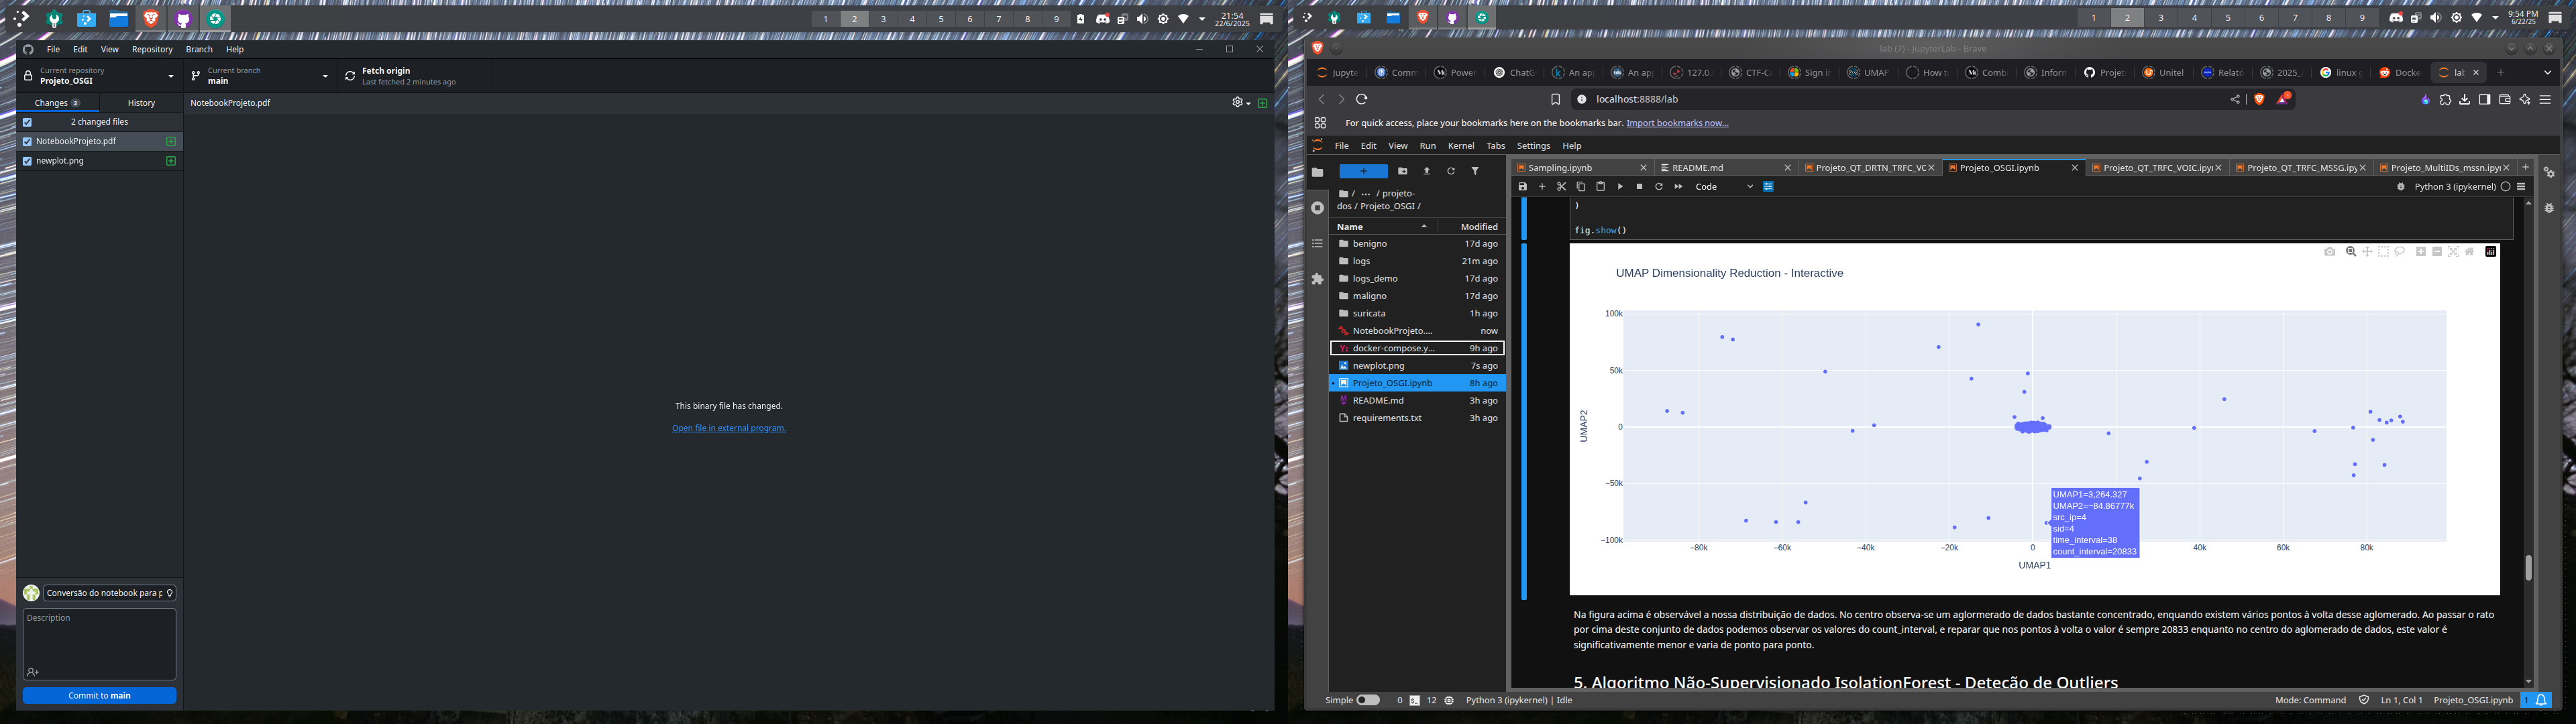 1 2 3 4 5 6 7 8 9
21:54
22/6/2025
File Edit View Repository Branch Help
Current repository
Projeto_OSGI
Current branch
main
Fetch origin
Last fetched 2 minutes ago
Changes 2
History
NotebookProjeto.pdf
2 changed files
NotebookProjeto.pdf
newplot.png
This binary file has changed.
Open file in external program.
Conversão do notebook para p
Description
Commit to main
1 2 3 4 5 6 7 8 9
9:54 PM
6/22/25
lab (7) - JupyterLab - Brave
Jupyte
Comm
Power
ChatG
An ap
An ap
127.0.
CTF-C
Sign i
UMAP
How t
Comb
Inform
Projet
Unitel
Relató
2025_
linux g
Docke
lab
localhost:8888/lab
For quick access, place your bookmarks here on the bookmarks bar. Import bookmarks now...
File Edit View Run Kernel Tabs Settings Help
/ ... / projeto-
dos / Projeto_OSGI /
Name Modified
benigno 17d ago
logs 21m ago
logs_demo 17d ago
maligno 17d ago
suricata 1h ago
NotebookProjeto.... now
docker-compose.y... 9h ago
newplot.png 7s ago
Projeto_OSGI.ipynb 8h ago
README.md 3h ago
requirements.txt 3h ago
Sampling.ipynb
README.md
Projeto_QT_DRTN_TRFC_VC
Projeto_OSGI.ipynb
Projeto_QT_TRFC_VOIC.ipyn
Projeto_QT_TRFC_MSSG.ipy
Projeto_MultiIDs_mssn.ipyn
Code
Python 3 (ipykernel)
)
fig.show()
UMAP Dimensionality Reduction - Interactive
100k
50k
0
−50k
−100k
UMAP2
−80k −60k −40k −20k 0 40k 60k 80k
UMAP1
UMAP1=3,264.327
UMAP2=−84.86777k
src_ip=4
sid=4
time_interval=38
count_interval=20833
Na figura acima é observável a nossa distribuição de dados. No centro observa-se um aglormerado de dados bastante concentrado, enquando existem vários pontos à volta desse aglomerado. Ao passar o rato
por cima deste conjunto de dados podemos observar os valores do count_interval, e reparar que nos pontos à volta o valor é sempre 20833 enquanto no centro do aglomerado de dados, este valor é
significativamente menor e varia de ponto para ponto.
5. Algoritmo Não-Supervisionado IsolationForest - Deteção de Outliers
Simple 0 12 Python 3 (ipykernel) | Idle
Mode: Command Ln 1, Col 1 Projeto_OSGI.ipynb 1